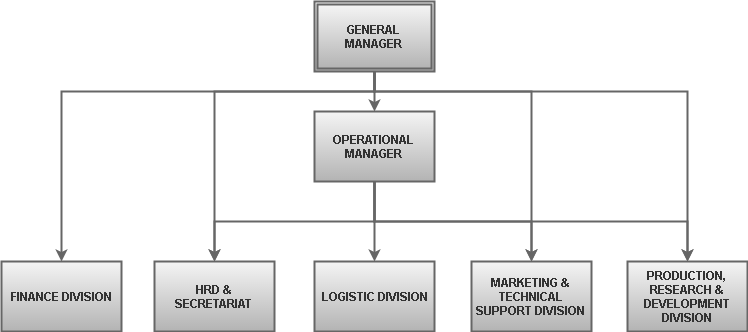 GENERAL
MANAGER
OPERATIONAL
MANAGER
FINANCE DIVISION
HRD &
SECRETARIAT
LOGISTIC DIVISION
MARKETING &
TECHNICAL
SUPPORT DIVISION
PRODUCTION,
RESEARCH &
DEVELOPMENT
DIVISION